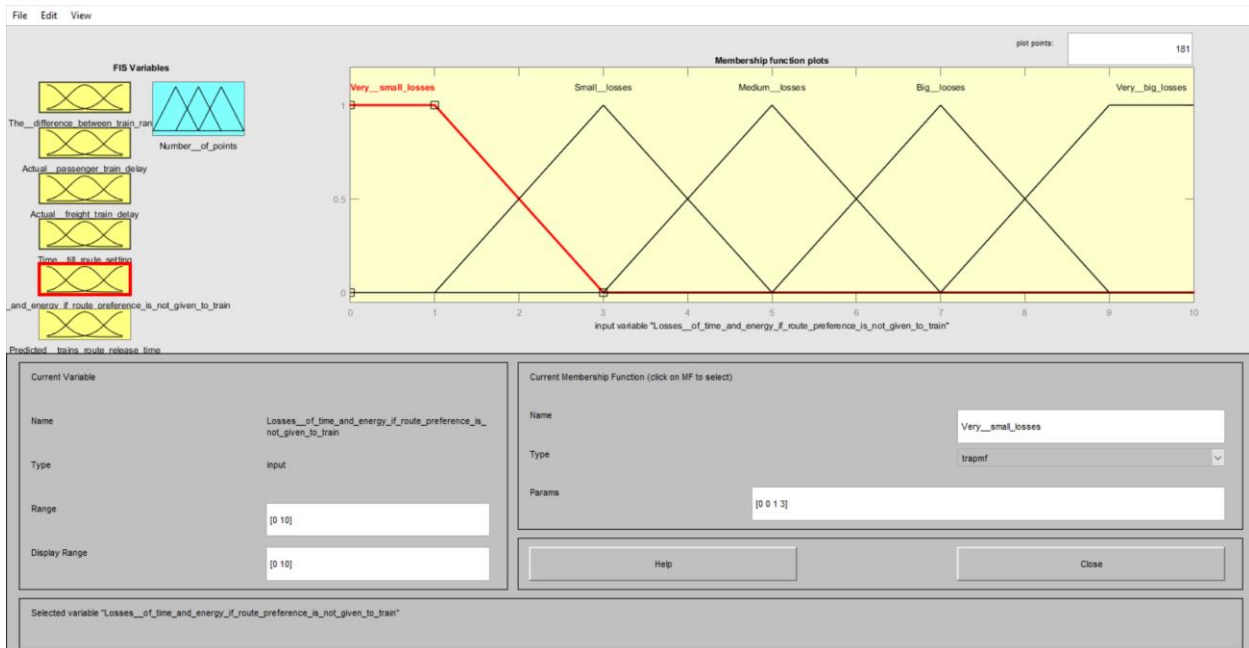 File Edit View
plot points:
181
FIS Variables
The__difference_between_train_ran
Actual__passenger_train_delay
Actual__freight_train_delay
Time__till_route_setting
_and_energy_if_route_preference_is_not_given_to_train
Predicted__trains_route_release_time
Number__of_points
Membership function plots
Very__small_losses Small__losses Medium__losses Big__looses Very__big_losses
1
0.5
0
0 1 2 3 4 5 6 7 8 9 10
input variable "Losses__of_time_and_energy_if_route_preference_is_not_given_to_train"
Current Variable
Name Losses__of_time_and_energy_if_route_preference_is_
not_given_to_train
Type input
Range [0 10]
Display Range [0 10]
Current Membership Function (click on MF to select)
Name Very__small_losses
Type trapmf
Params [0 0 1 3]
Help Close
Selected variable "Losses__of_time_and_energy_if_route_preference_is_not_given_to_train"